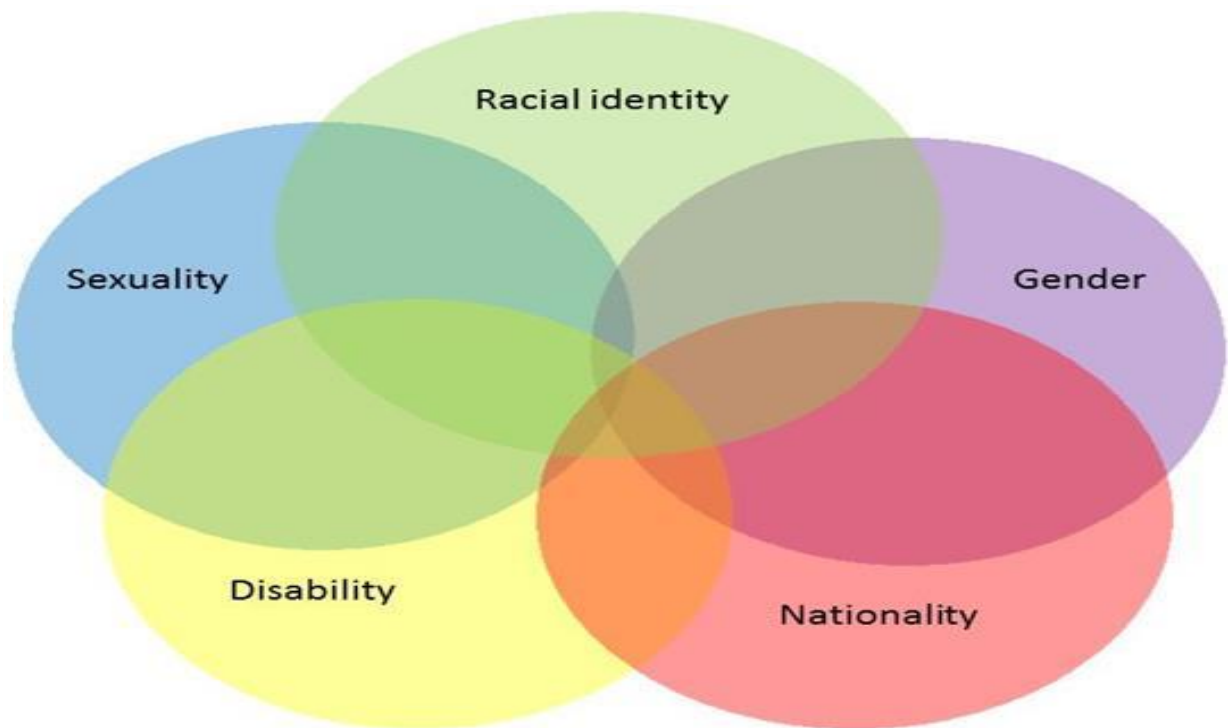 Racial identity
Sexuality
Gender
Disability
Nationality